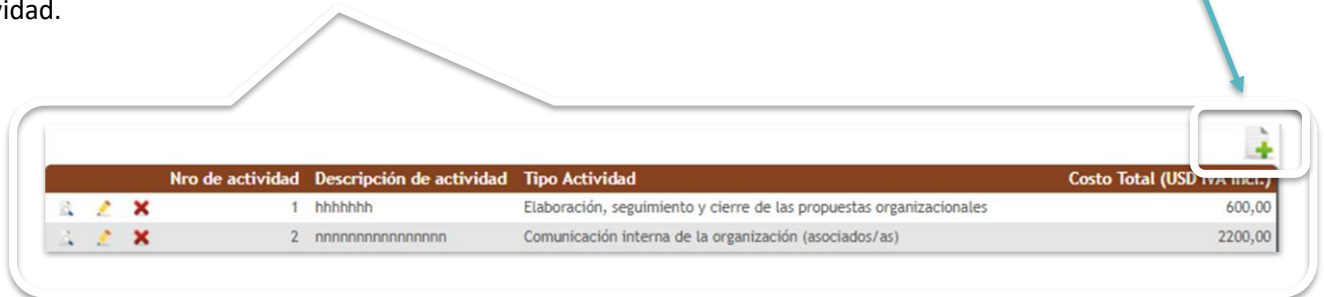 vidad.
Nro de actividad Descripción de actividad Tipo Actividad Costo Total (USD IVA incl.)
1 hhhhhhh Elaboración, seguimiento y cierre de las propuestas organizacionales 600,00
2 nnnnnnnnnnnnnnnn Comunicación interna de la organización (asociados/as) 2200,00